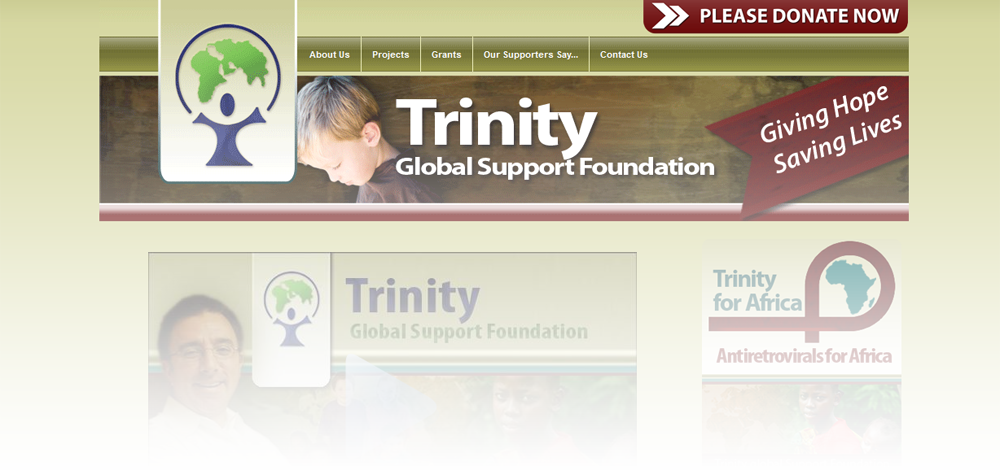 PLEASE DONATE NOW
About Us
Projects
Grants
Our Supporters Say...
Contact Us
Trinity
Global Support Foundation
Giving Hope
Saving Lives
Trinity
Global Support Foundation
Trinity
for Africa
Antiretrovirals for Africa